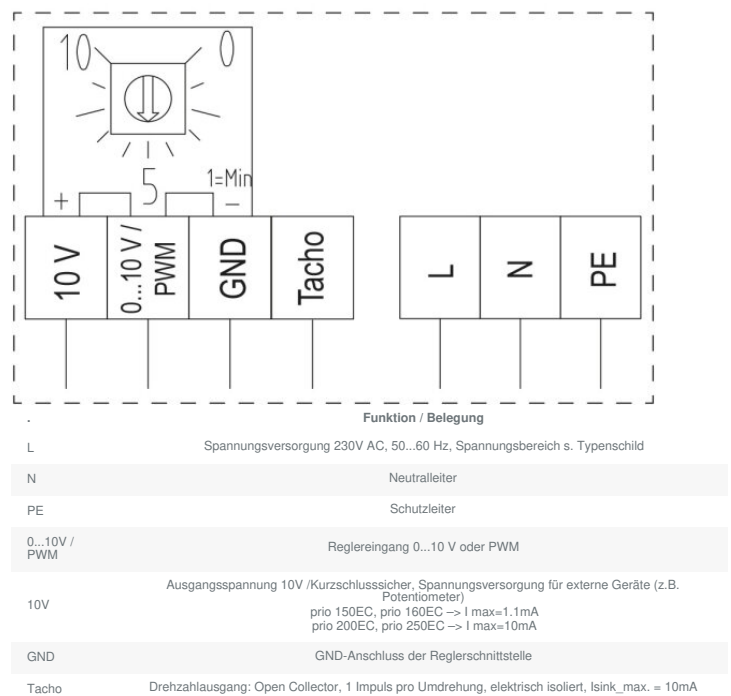 10 0
5 1=Min
+ −
10 V
0...10 V / PWM
GND
Tacho
L
N
PE
. Funktion / Belegung
L Spannungsversorgung 230V AC, 50...60 Hz, Spannungsbereich s. Typenschild
N Neutralleiter
PE Schutzleiter
0...10V /
PWM
Reglereingang 0...10 V oder PWM
10V
Ausgangsspannung 10V /Kurzschlusssicher, Spannungsversorgung für externe Geräte (z.B.
Potentiometer)
prio 150EC, prio 160EC –> I max=1.1mA
prio 200EC, prio 250EC –> I max=10mA
GND GND-Anschluss der Reglerschnittstelle
Tacho Drehzahlausgang: Open Collector, 1 Impuls pro Umdrehung, elektrisch isoliert, Isink_max. = 10mA